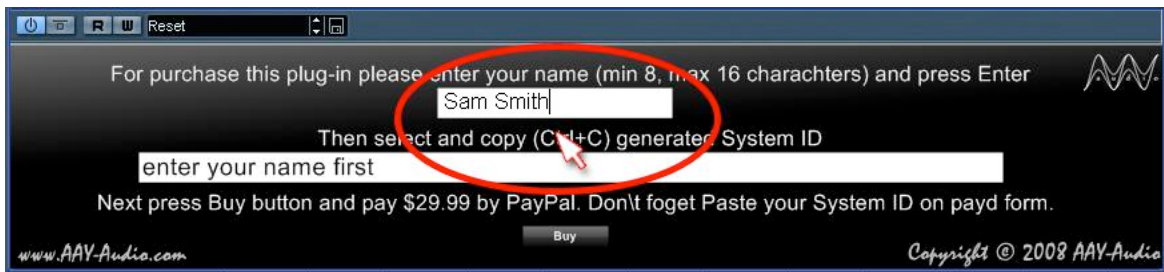 R W Reset
For purchase this plug-in please enter your name (min 8, max 16 charachters) and press Enter
Sam Smith
Then select and copy (Ctrl+C) generated System ID
enter your name first
Next press Buy button and pay $29.99 by PayPal. Don\t foget Paste your System ID on payd form.
Buy
www.AAY-Audio.com Copyright © 2008 AAY-Audio